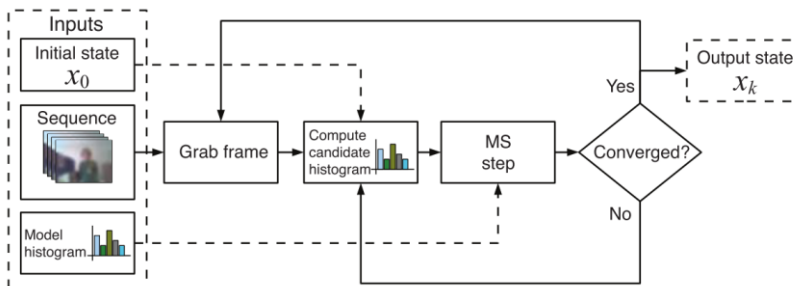 Inputs
Initial state
x₀
Sequence
Model
histogram
Grab frame
Compute
candidate
histogram
MS
step
Converged?
Yes
No
Output state
xₖ